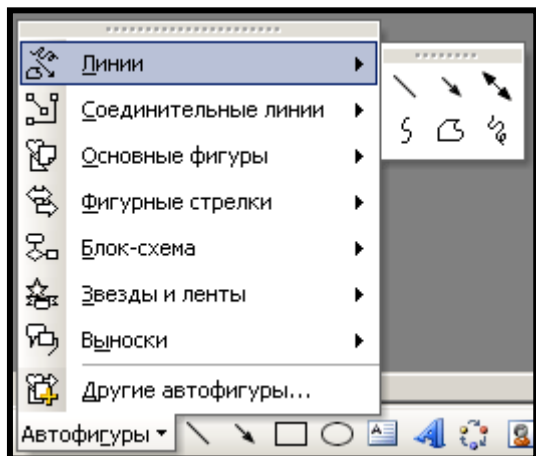 Линии
Соединительные линии
Основные фигуры
Фигурные стрелки
Блок-схема
Звезды и ленты
Выноски
Другие автофигуры...
Автофигуры